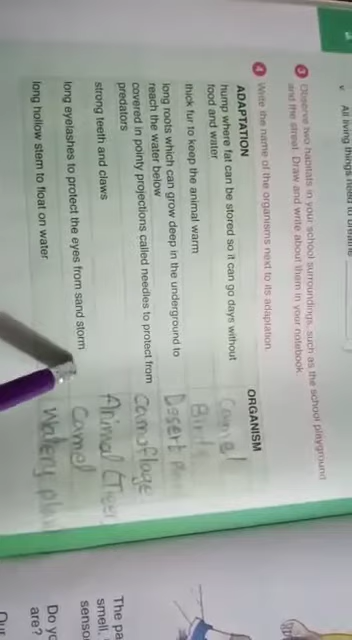 v. All living things need to breathe
3 Observe two habitats in your school surroundings, such as the school playground
and the street. Draw and write about them in your notebook.
4 Write the name of the organisms next to its adaptation.
ADAPTATION ORGANISM
hump where fat can be stored so it can go days without
food and water Camel
thick fur to keep the animal warm
long roots which can grow deep in the underground to
reach the water below Desert
covered in pointy projections called needles to protect from
predators Camoflage
strong teeth and claws Animal
long eyelashes to protect the eyes from sand storm Camel
long hollow stem to float on water Watery
The pa
smell.
senso
Do yo
are?
Our